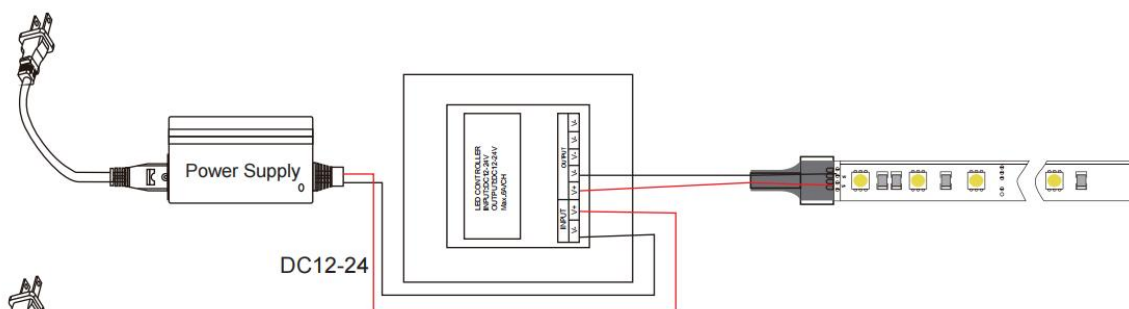 Power Supply
DC12-24
LED CONTROLLER
INPUT:DC12-24V
OUTPUT:DC12-24V
OUTPUT
V-
V-
V-
V-
V+
INPUT
V+
V-